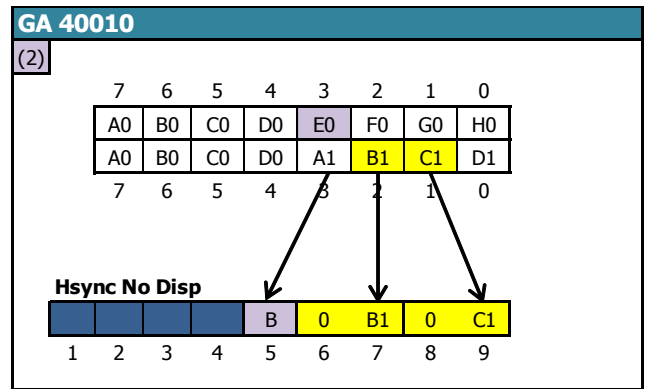 GA 40010
(2)
7 6 5 4 3 2 1 0
A0 B0 C0 D0 E0 F0 G0 H0
A0 B0 C0 D0 A1 B1 C1 D1
7 6 5 4 3 2 1 0
Hsync No Disp
B 0 B1 0 C1
1 2 3 4 5 6 7 8 9